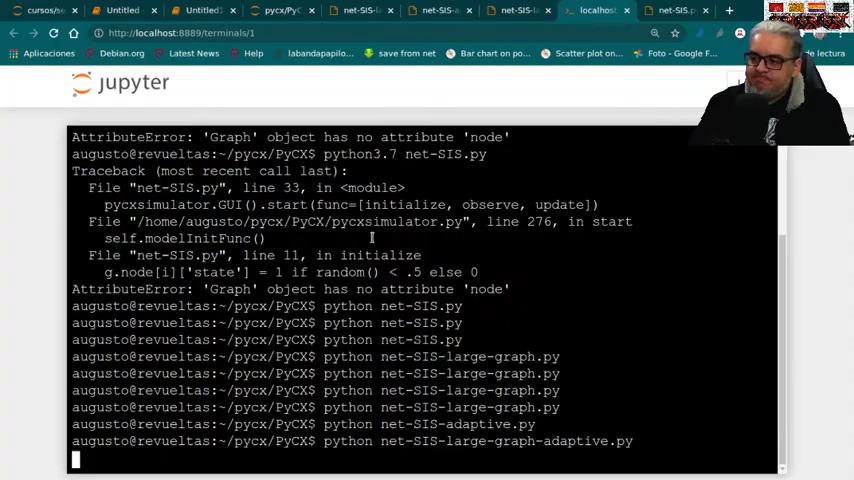 cursos/se
Untitled
Untitled1
pycx/PyC
net-SIS-la
net-SIS-a
net-SIS-la
localhos
net-SIS.p
http://localhost:8889/terminals/1
Aplicaciones
Debian.org
Latest News
Help
labandapapilo...
save from net
Bar chart on po...
Scatter plot on...
Foto - Google F...
de lectura
jupyter
AttributeError: 'Graph' object has no attribute 'node'
augusto@revueltas:~/pycx/PyCX$ python3.7 net-SIS.py
Traceback (most recent call last):
File "net-SIS.py", line 33, in <module>
pycxsimulator.GUI().start(func=[initialize, observe, update])
File "/home/augusto/pycx/PyCX/pycxsimulator.py", line 276, in start
self.modelInitFunc()
File "net-SIS.py", line 11, in initialize
g.node[i]['state'] = 1 if random() < .5 else 0
AttributeError: 'Graph' object has no attribute 'node'
augusto@revueltas:~/pycx/PyCX$ python net-SIS.py
augusto@revueltas:~/pycx/PyCX$ python net-SIS.py
augusto@revueltas:~/pycx/PyCX$ python net-SIS.py
augusto@revueltas:~/pycx/PyCX$ python net-SIS-large-graph.py
augusto@revueltas:~/pycx/PyCX$ python net-SIS-large-graph.py
augusto@revueltas:~/pycx/PyCX$ python net-SIS-large-graph.py
augusto@revueltas:~/pycx/PyCX$ python net-SIS-large-graph.py
augusto@revueltas:~/pycx/PyCX$ python net-SIS-adaptive.py
augusto@revueltas:~/pycx/PyCX$ python net-SIS-large-graph-adaptive.py